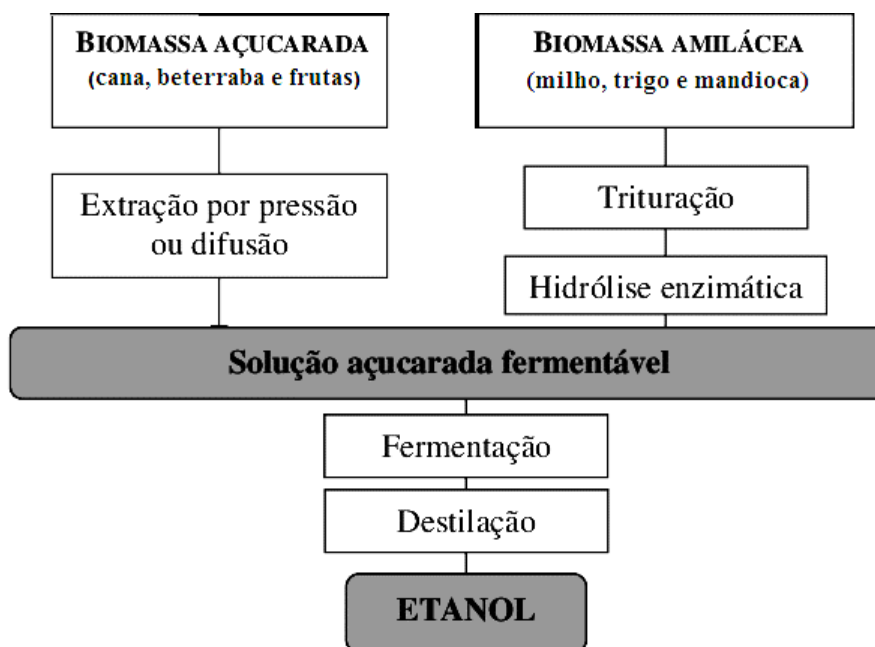 BIOMASSA AÇUCARADA
(cana, beterraba e frutas)
BIOMASSA AMILÁCEA
(milho, trigo e mandioca)
Extração por pressão
ou difusão
Trituração
Hidrólise enzimática
Solução açucarada fermentável
Fermentação
Destilação
ETANOL